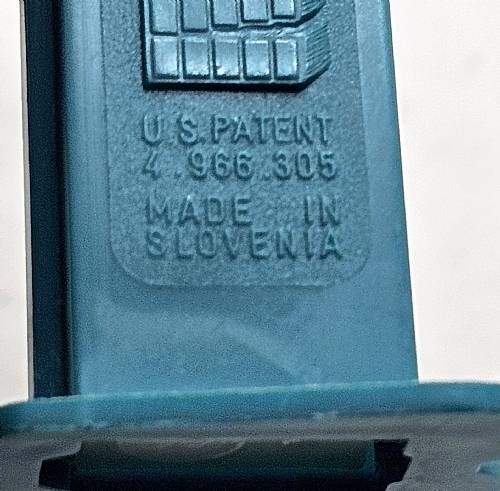 U.S. PATENT
4.966.305
MADE IN
SLOVENIA